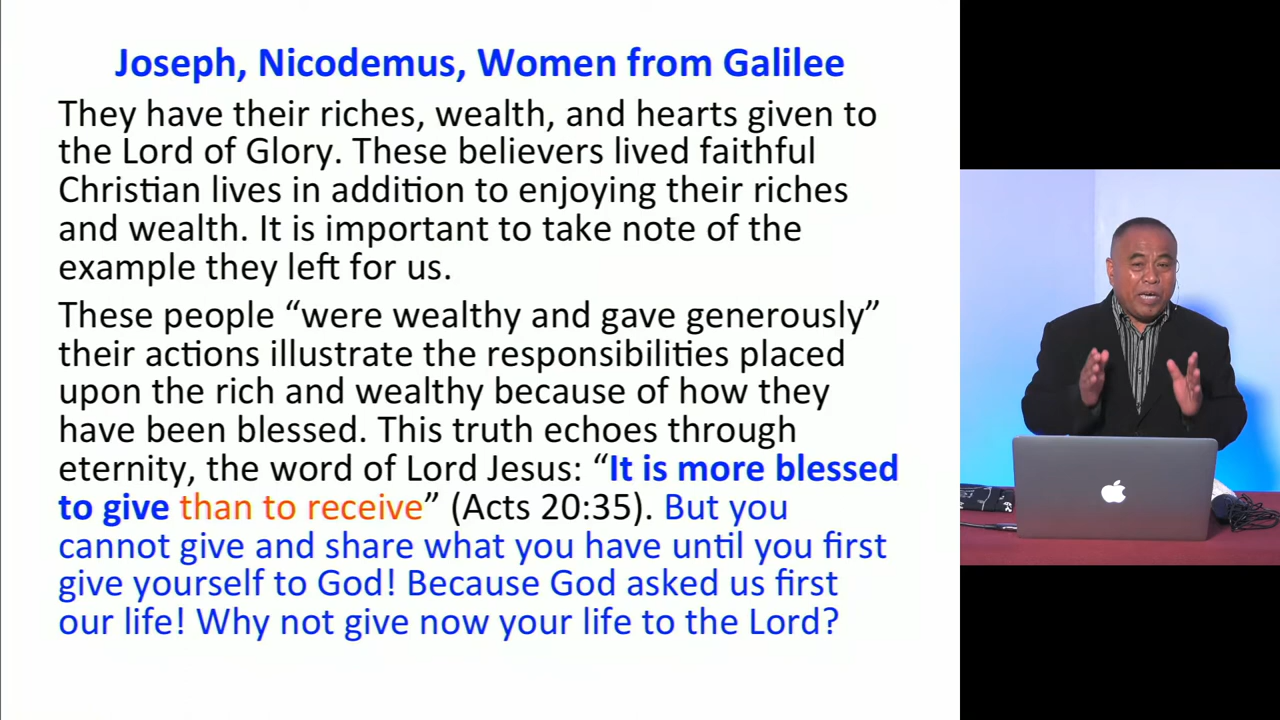 Joseph, Nicodemus, Women from Galilee
They have their riches, wealth, and hearts given to
the Lord of Glory. These believers lived faithful
Christian lives in addition to enjoying their riches
and wealth. It is important to take note of the
example they left for us.
These people “were wealthy and gave generously”
their actions illustrate the responsibilities placed
upon the rich and wealthy because of how they
have been blessed. This truth echoes through
eternity, the word of Lord Jesus: “It is more blessed
to give than to receive” (Acts 20:35). But you
cannot give and share what you have until you first
give yourself to God! Because God asked us first
our life! Why not give now your life to the Lord?